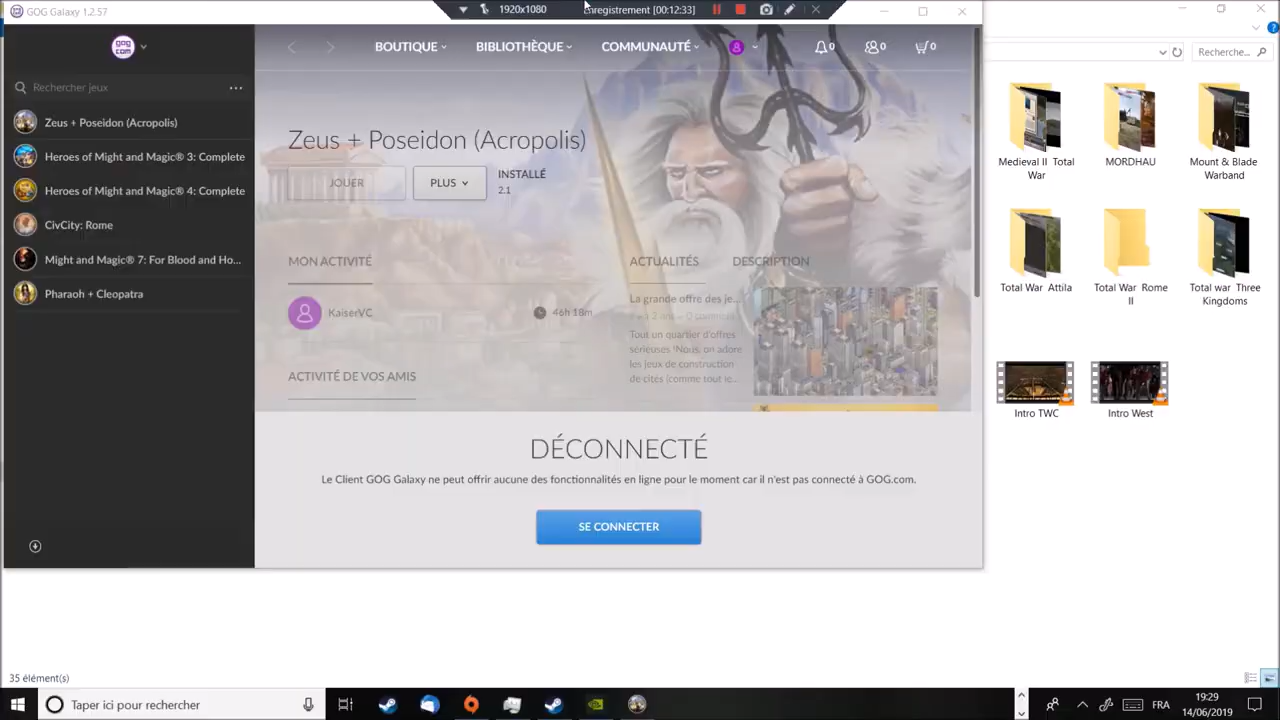 GOG Galaxy 1.2.57
1920x1080
Enregistrement [00:12:33]
gog
com
BOUTIQUE
BIBLIOTHÈQUE
COMMUNAUTÉ
0
0
0
Rechercher jeux
Recherche...
Zeus + Poseidon (Acropolis)
Heroes of Might and Magic® 3: Complete
Heroes of Might and Magic® 4: Complete
CivCity: Rome
Might and Magic® 7: For Blood and Ho...
Pharaoh + Cleopatra
Zeus + Poseidon (Acropolis)
JOUER
PLUS
INSTALLÉ
2.1
MON ACTIVITÉ
KaiserVC
46h 18m
ACTIVITÉ DE VOS AMIS
ACTUALITÉS
DESCRIPTION
La grande offre des je...
Tout un quartier d'offres
sérieuses !Nous, on adore
les jeux de construction
de cités (comme tout le...
DÉCONNECTÉ
Le Client GOG Galaxy ne peut offrir aucune des fonctionnalités en ligne pour le moment car il n'est pas connecté à GOG.com.
SE CONNECTER
Medieval II Total
War
MORDHAU
Mount & Blade
Warband
Total War Attila
Total War Rome
II
Total war Three
Kingdoms
Intro TWC
Intro West
35 élément(s)
Taper ici pour rechercher
FRA
19:29
14/06/2019